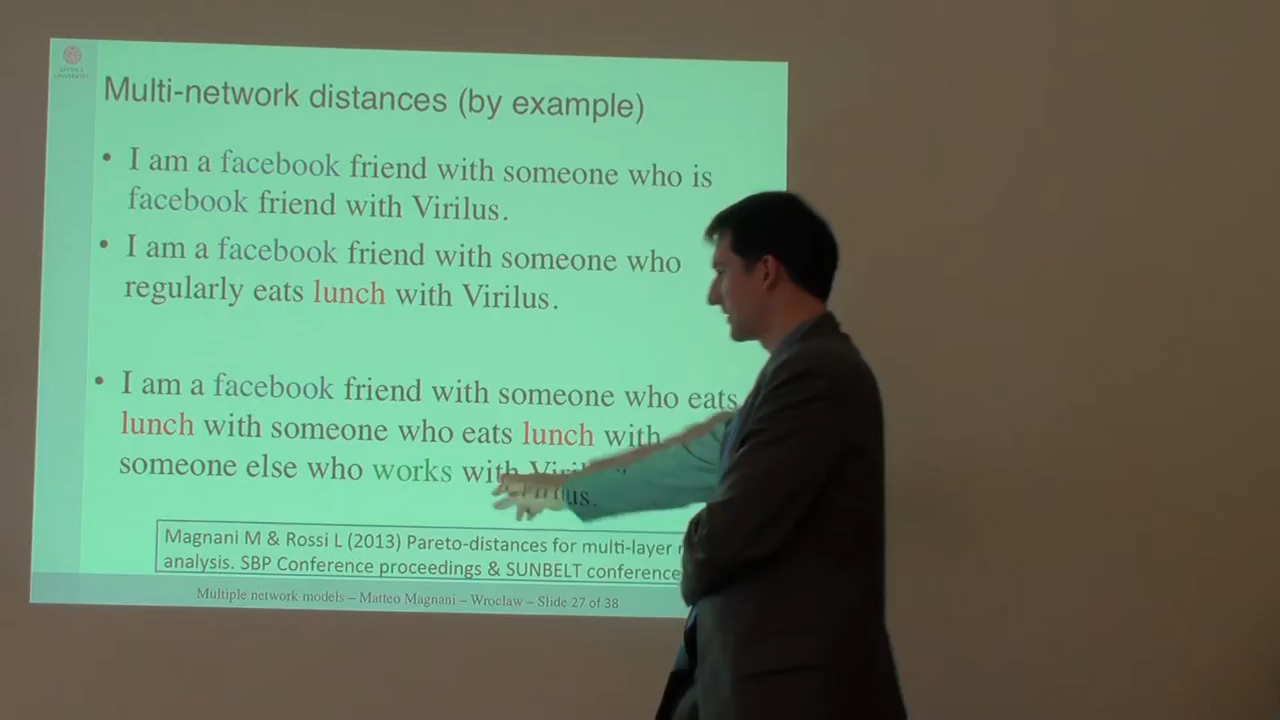 UPPSALA
UNIVERSITET
Multi-network distances (by example)
• I am a facebook friend with someone who is
facebook friend with Virilus.
• I am a facebook friend with someone who
regularly eats lunch with Virilus.
• I am a facebook friend with someone who eats
lunch with someone who eats lunch with
someone else who works with Virilus.
Magnani M & Rossi L (2013) Pareto-distances for multi-layer
analysis. SBP Conference proceedings & SUNBELT conference
Multiple network models – Matteo Magnani – Wroclaw – Slide 27 of 38